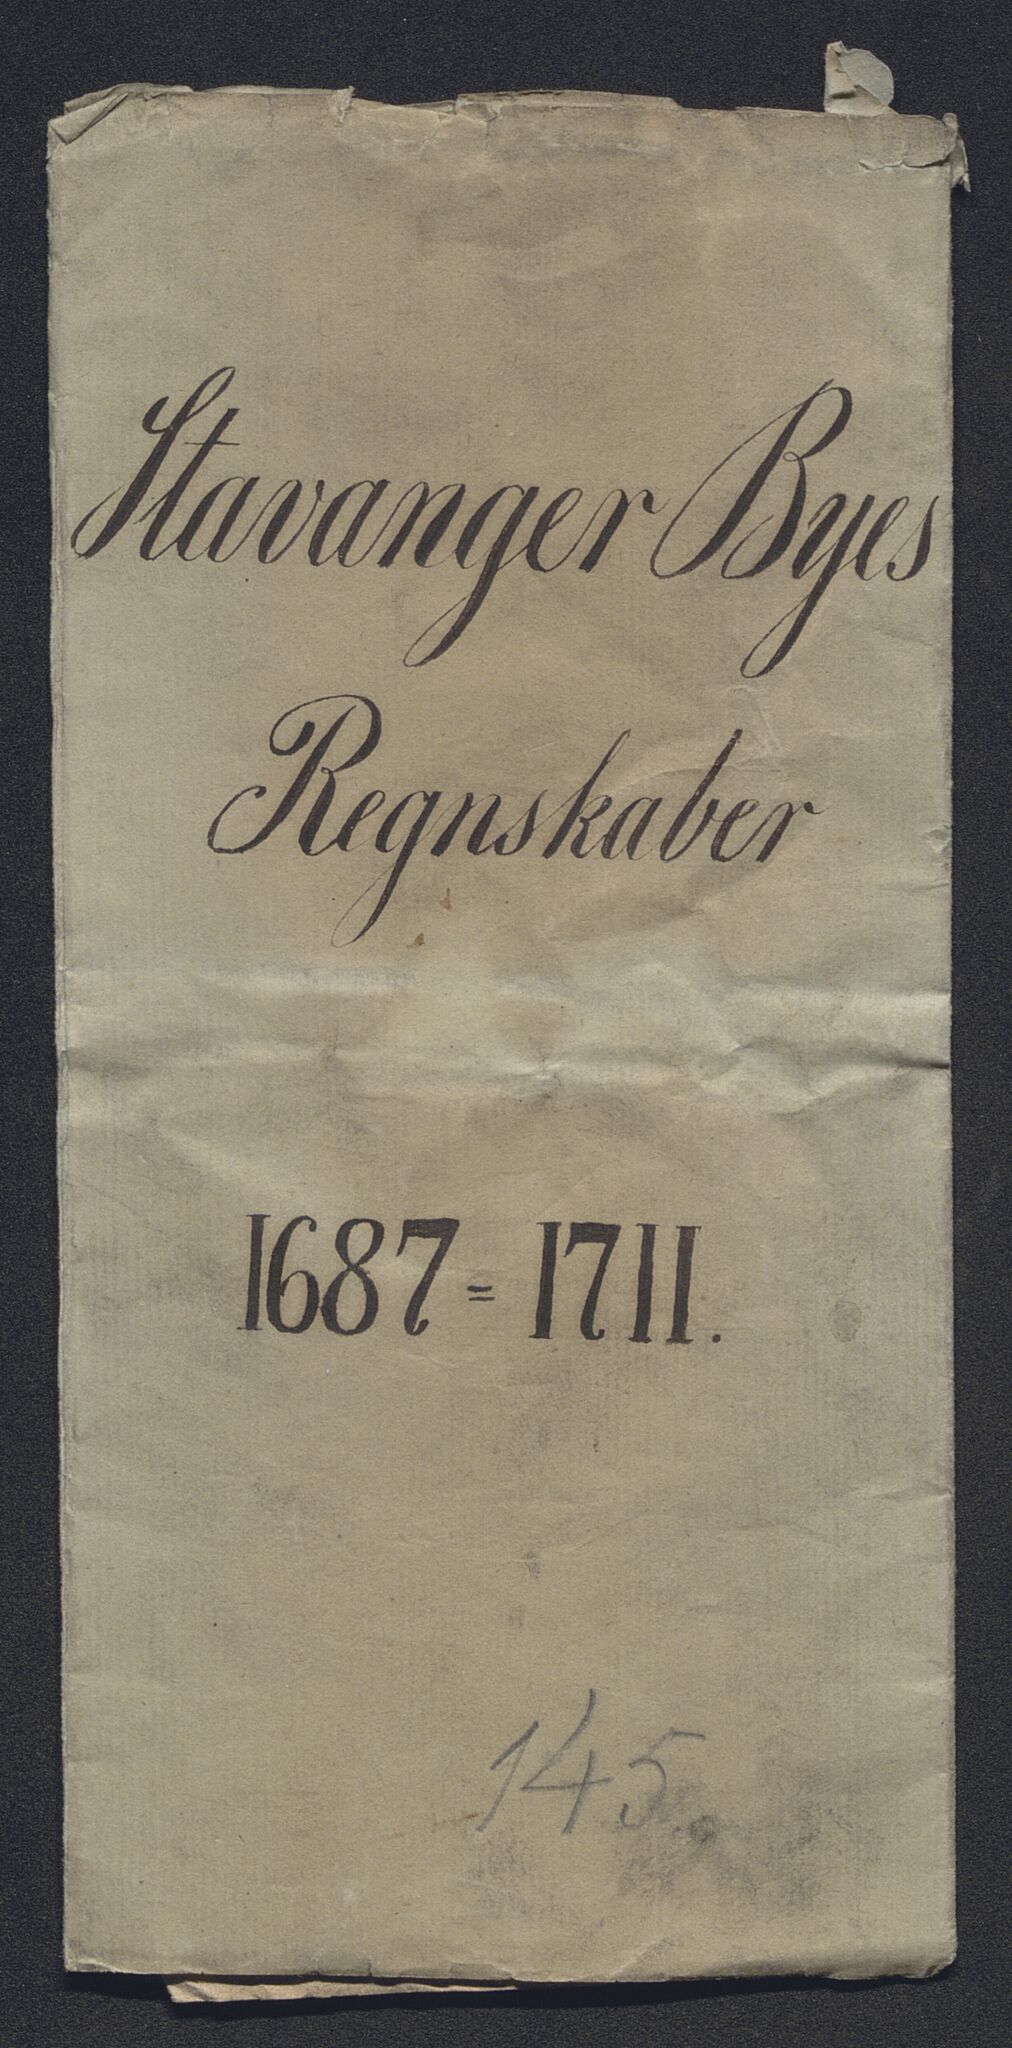 Stavanger Byes
Regnskaber
1687 = 1711.
145.